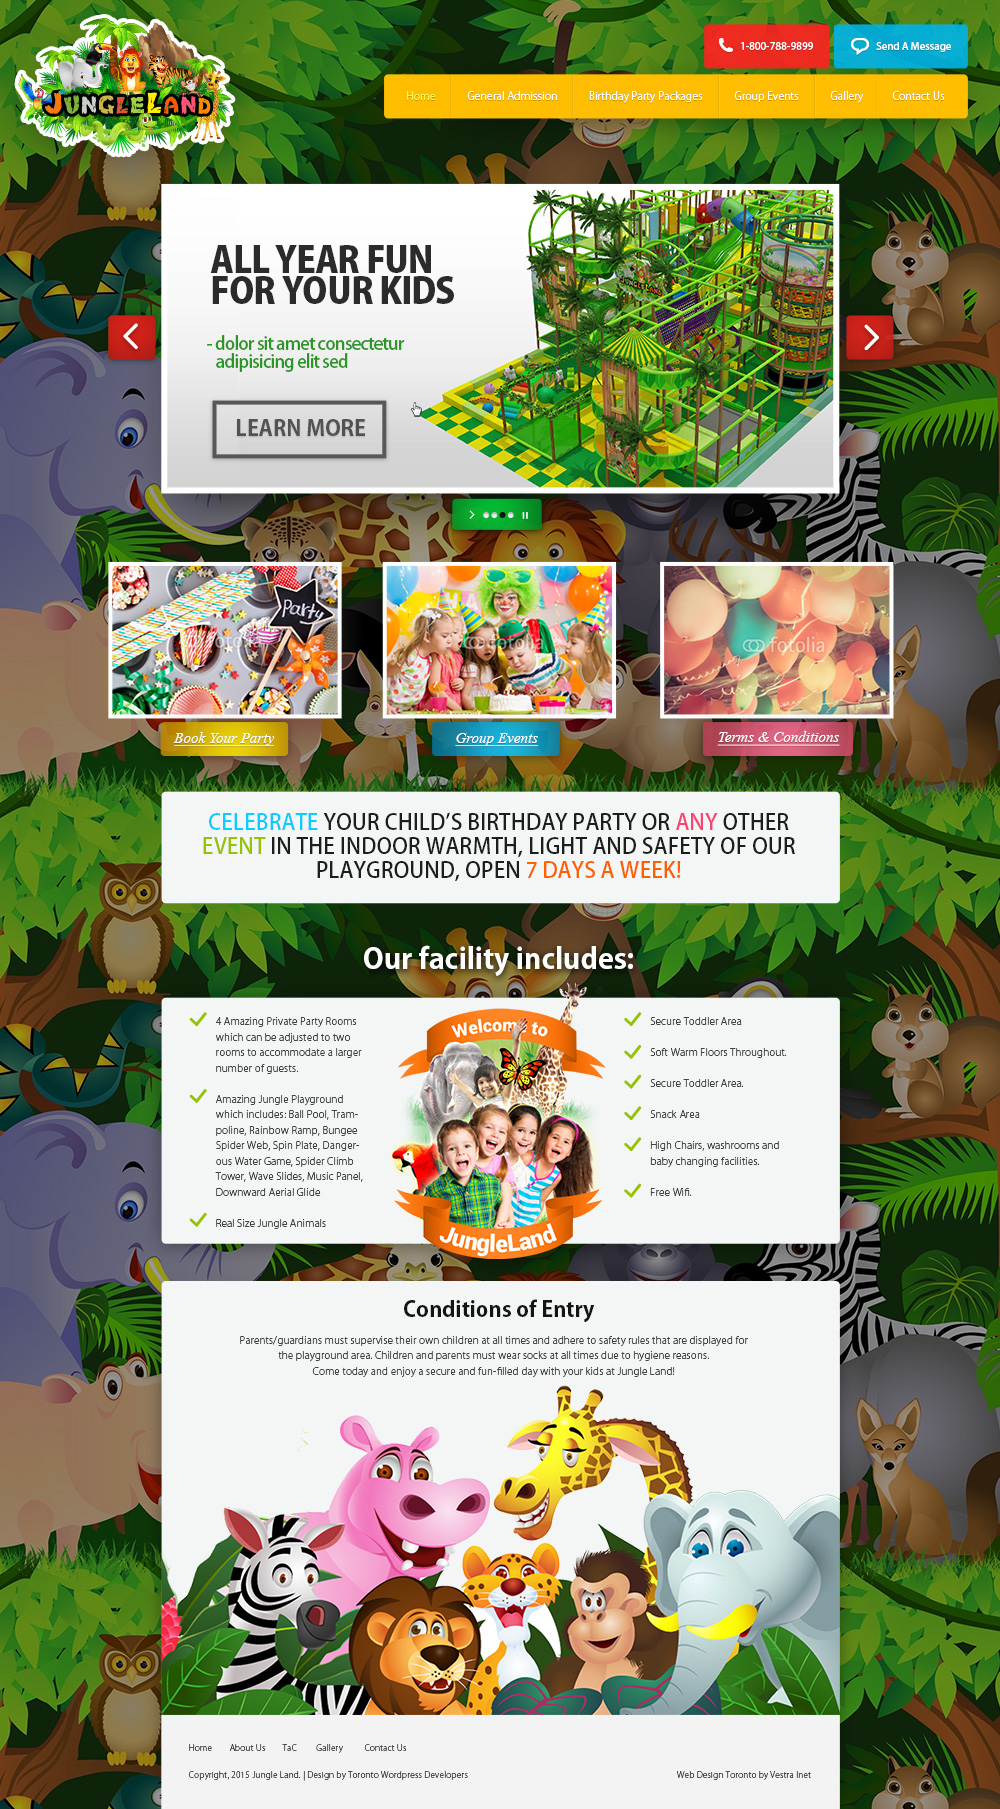 JUNGLELAND
1-800-788-9899
Send A Message
Home
General Admission
Birthday Party Packages
Group Events
Gallery
Contact Us
ALL YEAR FUN
FOR YOUR KIDS
- dolor sit amet consectetur
adipisicing elit sed
LEARN MORE
JUNGLELAND
Party
fotolia
fotolia
fotolia
Book Your Party
Group Events
Terms & Conditions
CELEBRATE YOUR CHILD'S BIRTHDAY PARTY OR ANY OTHER
EVENT IN THE INDOOR WARMTH, LIGHT AND SAFETY OF OUR
PLAYGROUND, OPEN 7 DAYS A WEEK!
Our facility includes:
4 Amazing Private Party Rooms
which can be adjusted to two
rooms to accommodate a larger
number of guests.
Amazing Jungle Playground
which includes: Ball Pool, Tram-
poline, Rainbow Ramp, Bungee
Spider Web, Spin Plate, Danger-
ous Water Game, Spider Climb
Tower, Wave Slides, Music Panel,
Downward Aerial Glide
Real Size Jungle Animals
Welcome to
JungleLand
Secure Toddler Area
Soft Warm Floors Throughout.
Secure Toddler Area.
Snack Area
High Chairs, washrooms and
baby changing facilities.
Free Wifi.
Conditions of Entry
Parents/guardians must supervise their own children at all times and adhere to safety rules that are displayed for
the playground area. Children and parents must wear socks at all times due to hygiene reasons.
Come today and enjoy a secure and fun-filled day with your kids at Jungle Land!
Home
About Us
TaC
Gallery
Contact Us
Copyright, 2015 Jungle Land. | Design by Toronto Wordpress Developers
Web Design Toronto by Vestra Inet